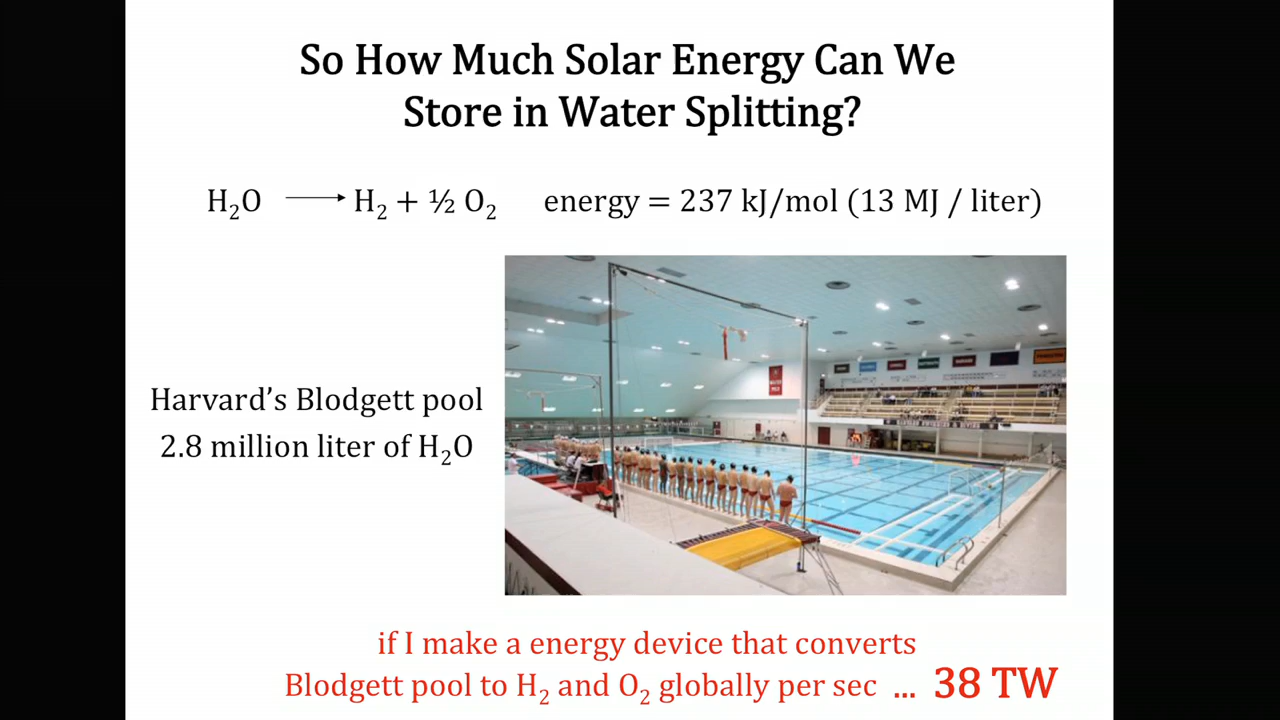 So How Much Solar Energy Can We
Store in Water Splitting?
H₂O ⟶ H₂ + ½ O₂ energy = 237 kJ/mol (13 MJ / liter)
Harvard’s Blodgett pool
2.8 million liter of H₂O
WATER
POLO
if I make a energy device that converts
Blodgett pool to H₂ and O₂ globally per sec ... 38 TW